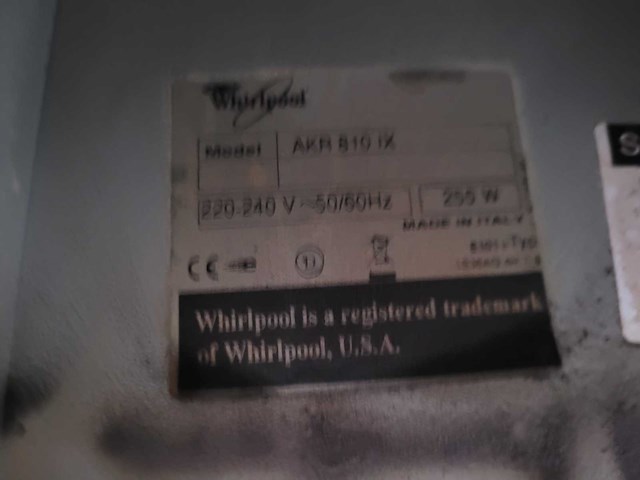 Whirlpool
Model AKR 810 IX
220-240 V ~ 50/60Hz 255 W
MADE IN ITALY
CE
Whirlpool is a registered trademark
of Whirlpool, U.S.A.
S